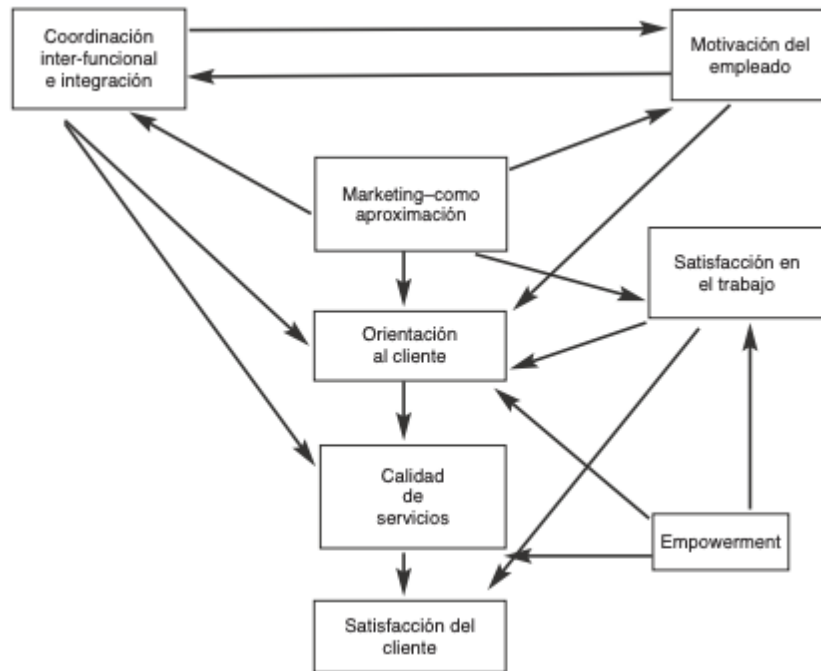 Coordinación
inter-funcional
e integración
Motivación del
empleado
Marketing–como
aproximación
Satisfacción en
el trabajo
Orientación
al cliente
Calidad
de
servicios
Empowerment
Satisfacción del
cliente